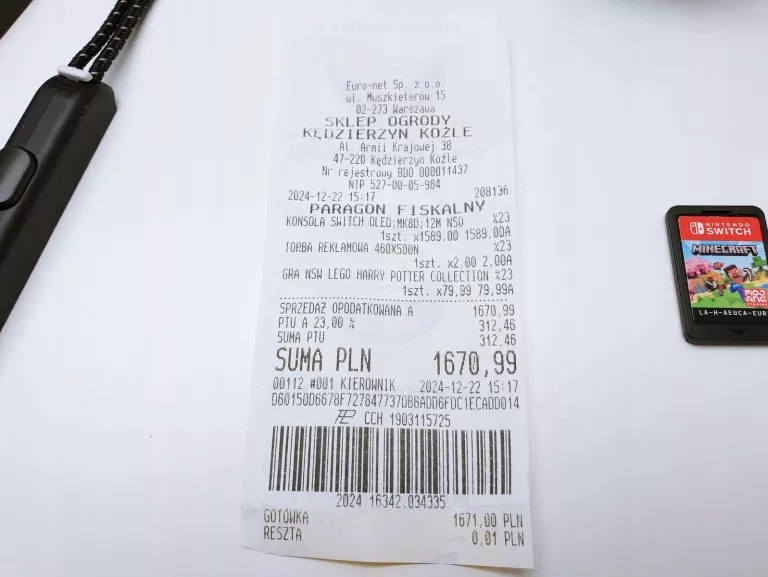 Euro-net Sp. z o.o.
ul. Muszkieterów 15
02-273 Warszawa
SKLEP OGRODY
KĘDZIERZYN KOŹLE
Al. Armii Krajowej 38
47-220 Kędzierzyn Koźle
Nr rejestrowy BDO 000011437
NIP 527-00-05-984
2024-12-22 15:17 208136
PARAGON FISKALNY
KONSOLA SWITCH OLED;MK8D;12M NSO %23
1szt. x1589,00 1589,00A
TORBA REKLAMOWA 460X500N %23
1szt. x2,00 2,00A
GRA NSW LEGO HARRY POTTER COLLECTION %23
1szt. x79,99 79,99A
SPRZEDAŻ OPODATKOWANA A 1670,99
PTU A 23,00 % 312,46
SUMA PTU 312,46
SUMA PLN 1670,99
00112 #001 KIEROWNIK 2024-12-22 15:17
CCH 1903115725
2024 16342.034335
GOTÓWKA 1671,00 PLN
RESZTA 0,01 PLN
NINTENDO
SWITCH
MINECRAFT
MOJANG
LA-H-AEUCA-EUR